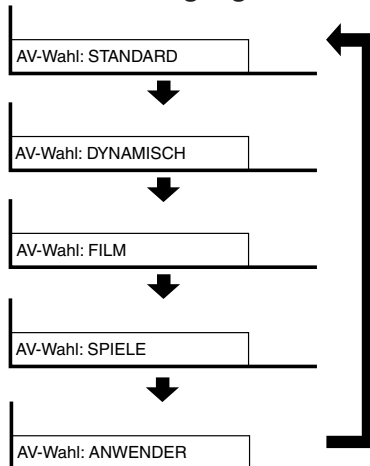 AV-Wahl: STANDARD
AV-Wahl: DYNAMISCH
AV-Wahl: FILM
AV-Wahl: SPIELE
AV-Wahl: ANWENDER